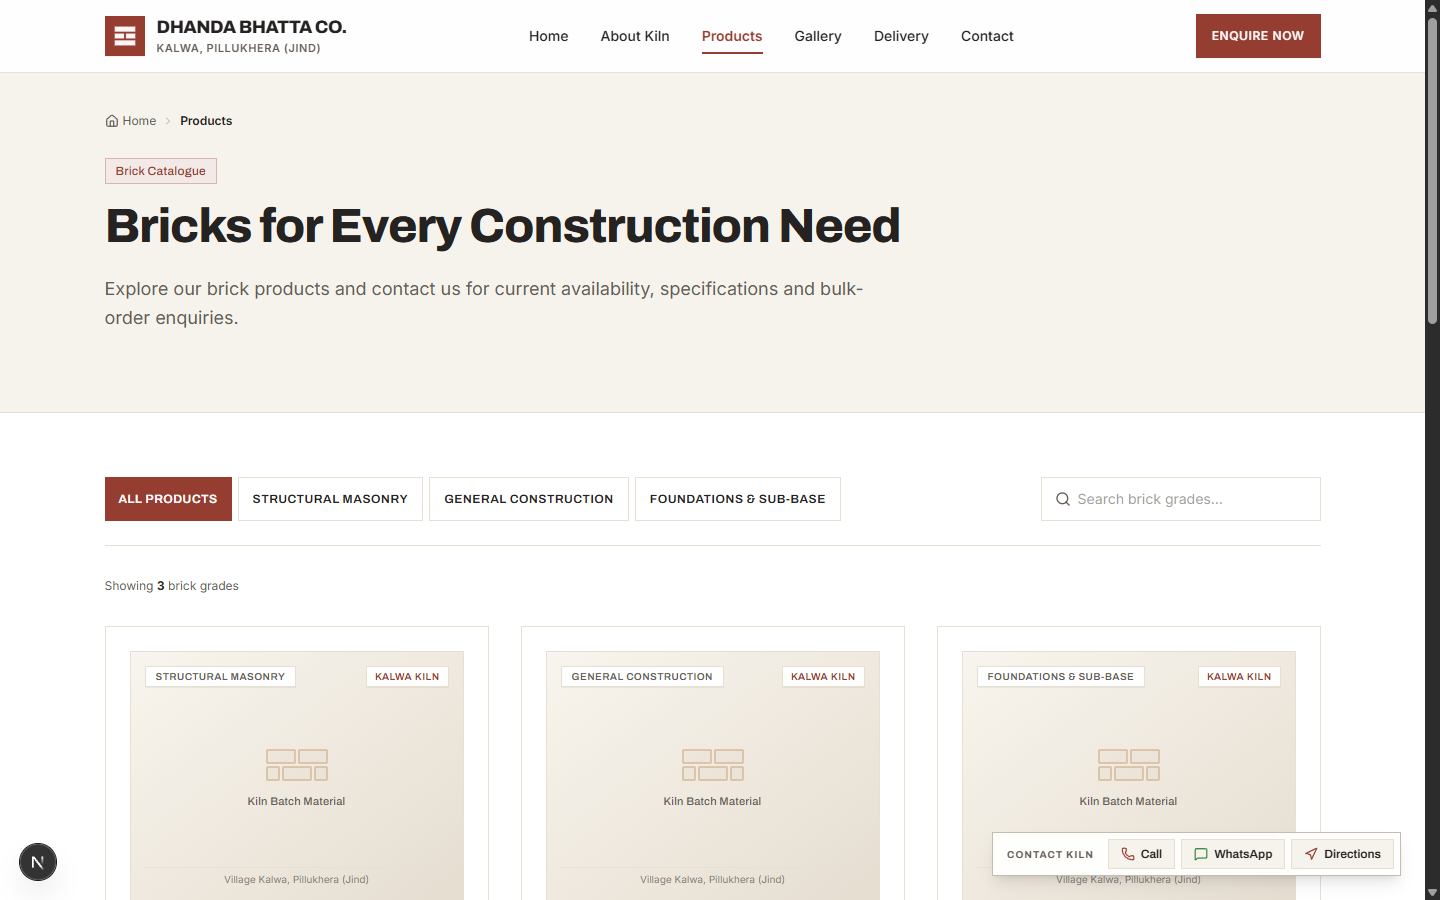 DHANDA BHATTA CO.
KALWA, PILLUKHERA (JIND)
Home
About Kiln
Products
Gallery
Delivery
Contact
ENQUIRE NOW
Home
Products
Brick Catalogue
Bricks for Every Construction Need
Explore our brick products and contact us for current availability, specifications and bulk-
order enquiries.
ALL PRODUCTS
STRUCTURAL MASONRY
GENERAL CONSTRUCTION
FOUNDATIONS & SUB-BASE
Search brick grades...
Showing 3 brick grades
STRUCTURAL MASONRY
KALWA KILN
Kiln Batch Material
Village Kalwa, Pillukhera (Jind)
GENERAL CONSTRUCTION
KALWA KILN
Kiln Batch Material
Village Kalwa, Pillukhera (Jind)
FOUNDATIONS & SUB-BASE
KALWA KILN
Kiln Batch Material
Village Kalwa, Pillukhera (Jind)
CONTACT KILN
Call
WhatsApp
Directions
N